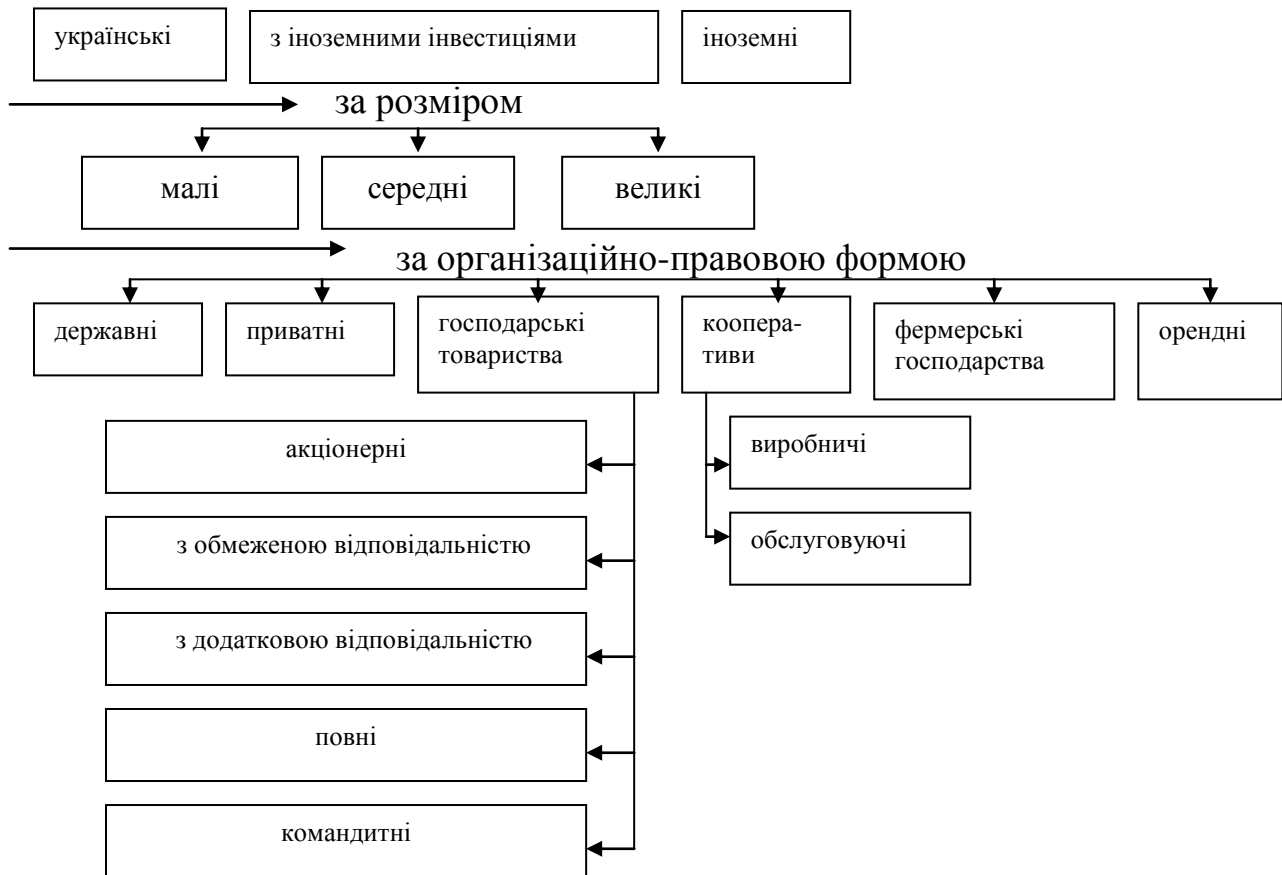 українські
з іноземними інвестиціями
іноземні
за розміром
малі
середні
великі
за організаційно-правовою формою
державні
приватні
господарські
товариства
коопера-
тиви
фермерські
господарства
орендні
акціонерні
з обмеженою відповідальністю
з додатковою відповідальністю
повні
командитні
виробничі
обслуговуючі